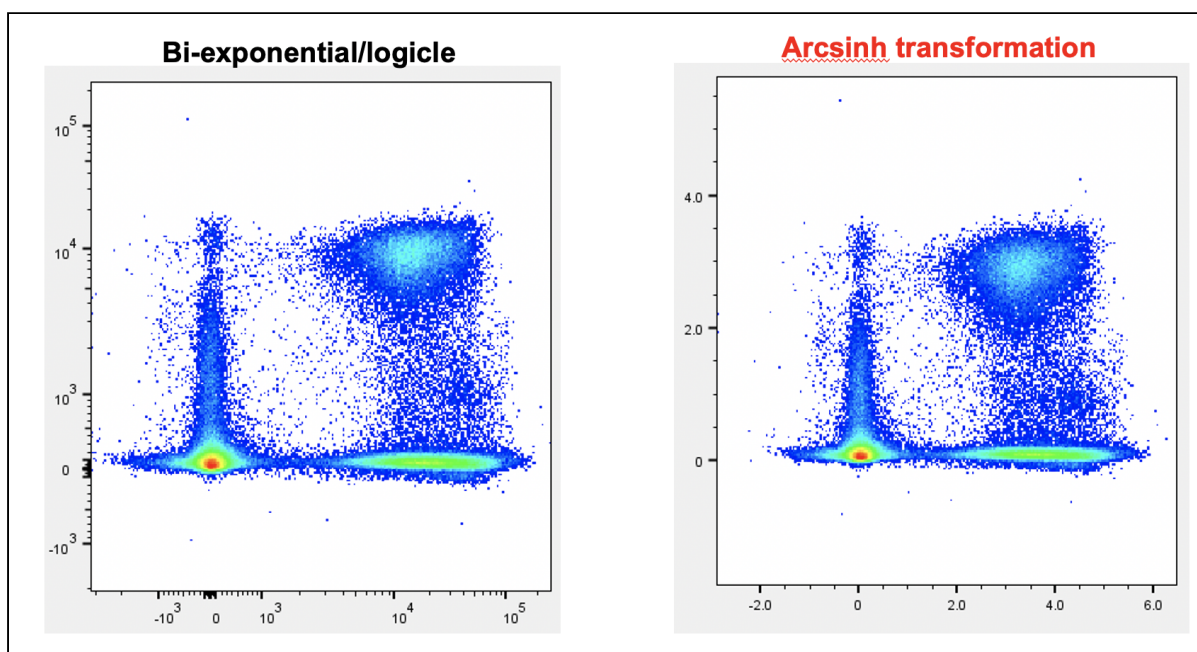 Bi-exponential/logicle
Arcsinh transformation
10^5
10^4
10^3
0
-10^3
-10^3 0 10^3 10^4 10^5
4.0
2.0
0
-2.0 0 2.0 4.0 6.0